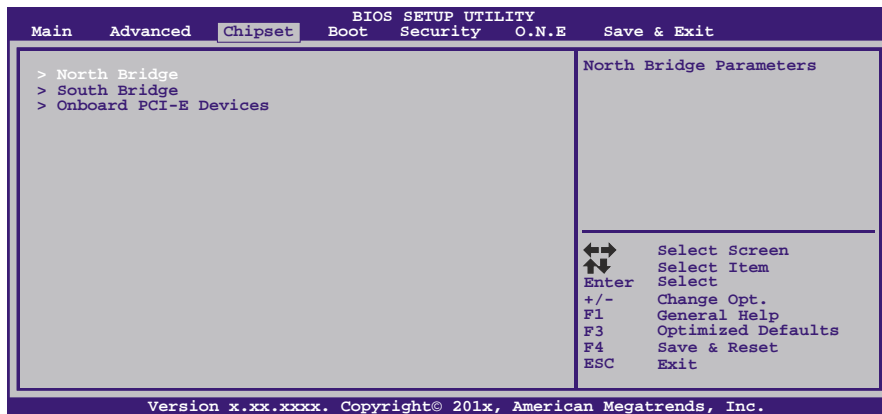 BIOS SETUP UTILITY
Main Advanced Chipset Boot Security O.N.E Save & Exit
> North Bridge
> South Bridge
> Onboard PCI-E Devices
North Bridge Parameters
Select Screen
Select Item
Enter Select
+/- Change Opt.
F1 General Help
F3 Optimized Defaults
F4 Save & Reset
ESC Exit
Version x.xx.xxxx. Copyright© 201x, American Megatrends, Inc.